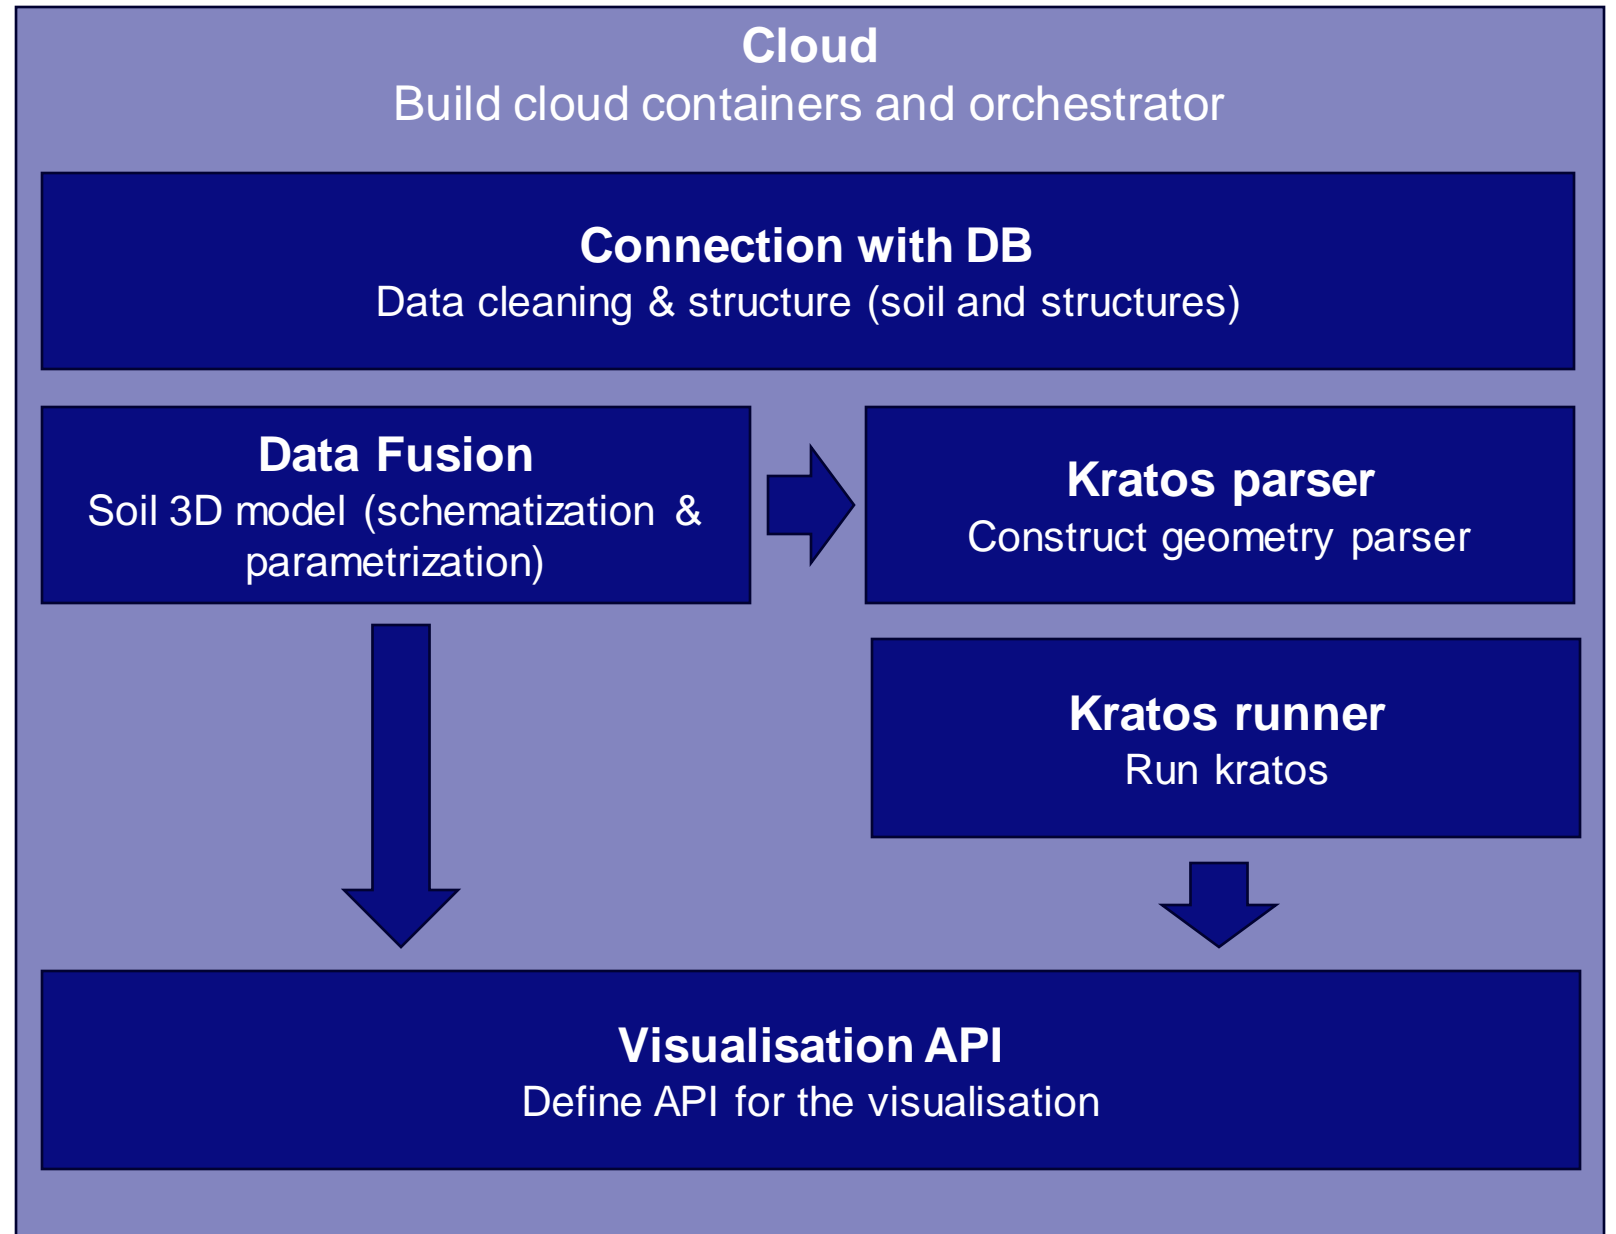 Cloud
Build cloud containers and orchestrator
Connection with DB
Data cleaning & structure (soil and structures)
Data Fusion
Soil 3D model (schematization &
parametrization)
Kratos parser
Construct geometry parser
Kratos runner
Run kratos
Visualisation API
Define API for the visualisation